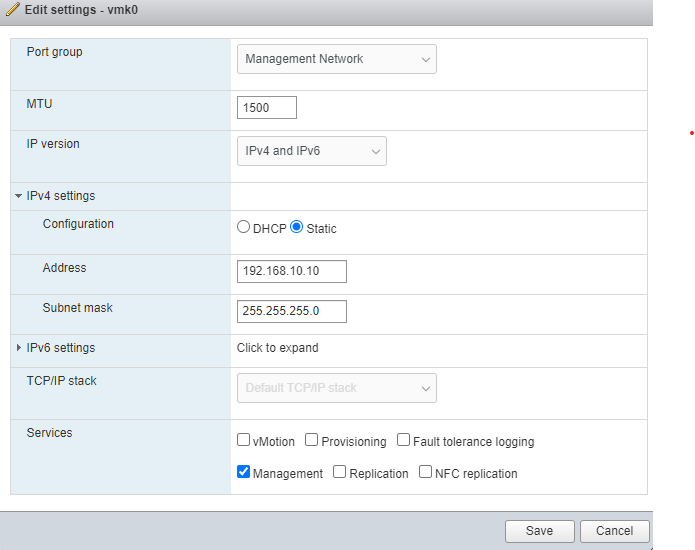 Edit settings - vmk0
Port group
Management Network
MTU
1500
IP version
IPv4 and IPv6
IPv4 settings
Configuration
DHCP Static
Address
192.168.10.10
Subnet mask
255.255.255.0
IPv6 settings
Click to expand
TCP/IP stack
Default TCP/IP stack
Services
vMotion Provisioning Fault tolerance logging
Management Replication NFC replication
Save Cancel